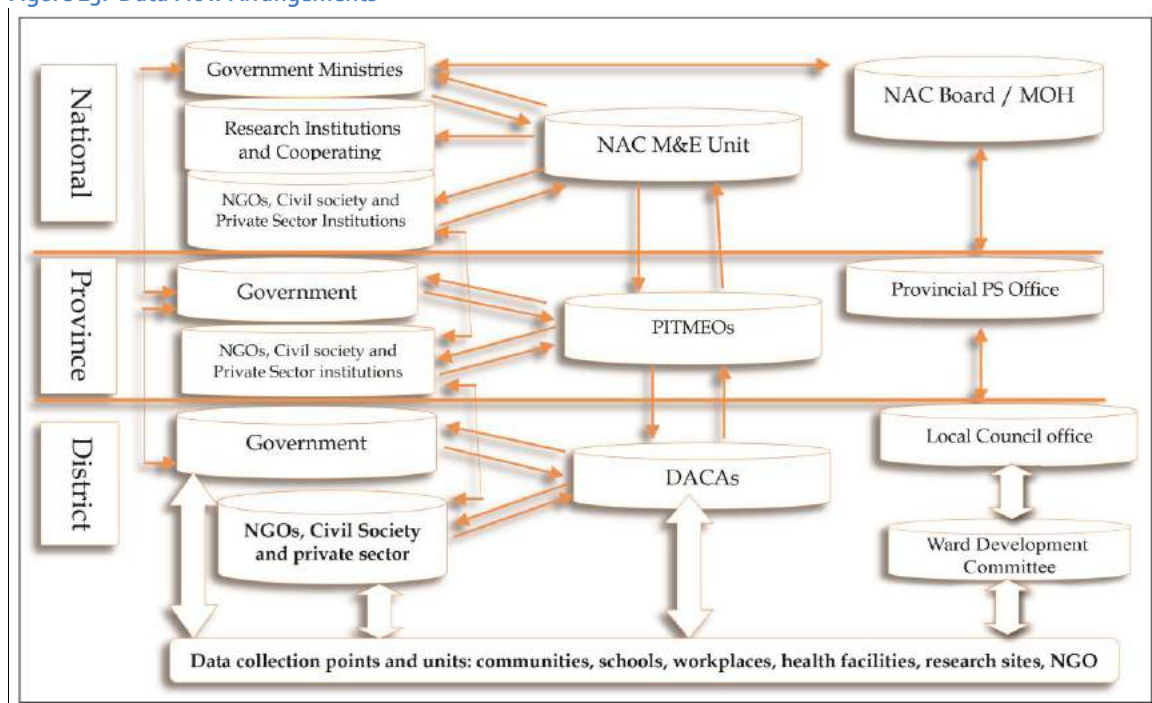 Data Flow Arrangements
National
Government Ministries
NAC Board / MOH
Research Institutions
and Cooperating
NAC M&E Unit
NGOs, Civil society and
Private Sector Institutions
Province
Government
Provincial PS Office
PITMEOs
NGOs, Civil society and
Private Sector institutions
District
Government
Local Council office
DACAs
NGOs, Civil Society
and private sector
Ward Development
Committee
Data collection points and units: communities, schools, workplaces, health facilities, research sites, NGO